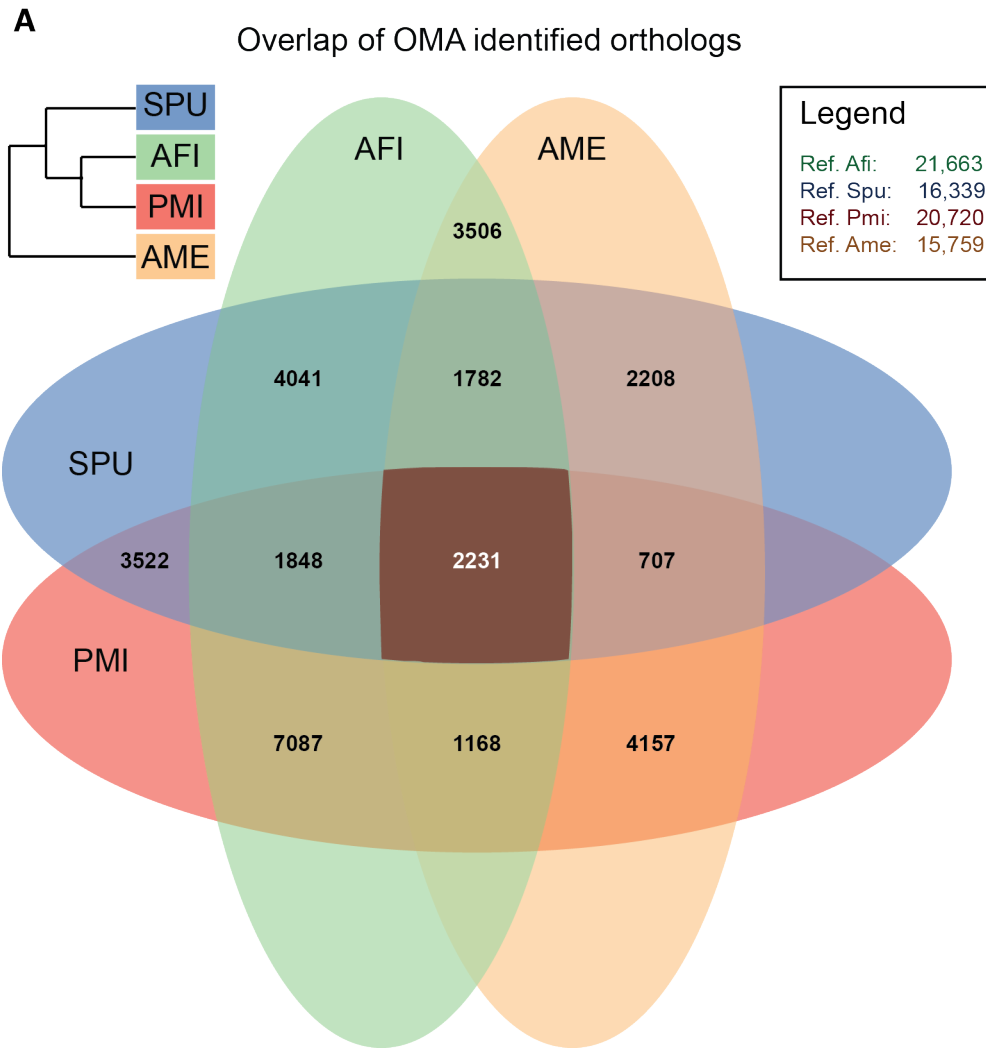 A
Overlap of OMA identified orthologs
SPU
AFI
PMI
AME
Legend
Ref. Afi: 21,663
Ref. Spu: 16,339
Ref. Pmi: 20,720
Ref. Ame: 15,759
AFI
AME
3506
4041
1782
2208
SPU
3522
1848
2231
707
PMI
7087
1168
4157